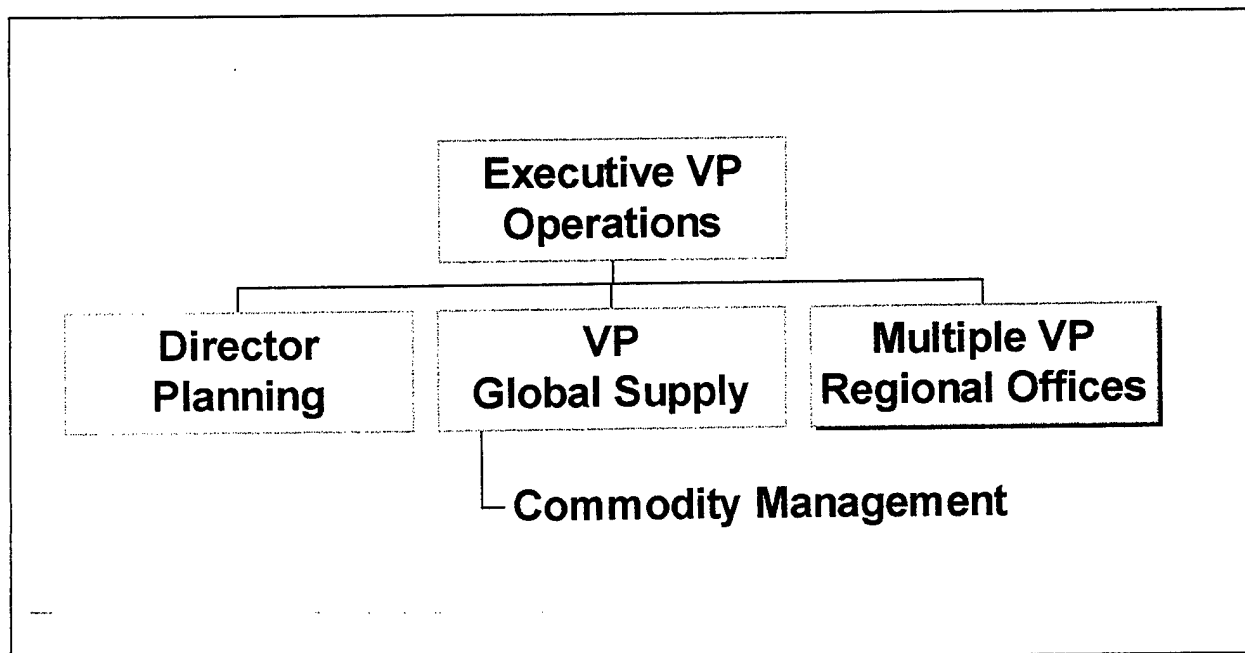 Executive VP
Operations
Director
Planning
VP
Global Supply
Multiple VP
Regional Offices
Commodity Management